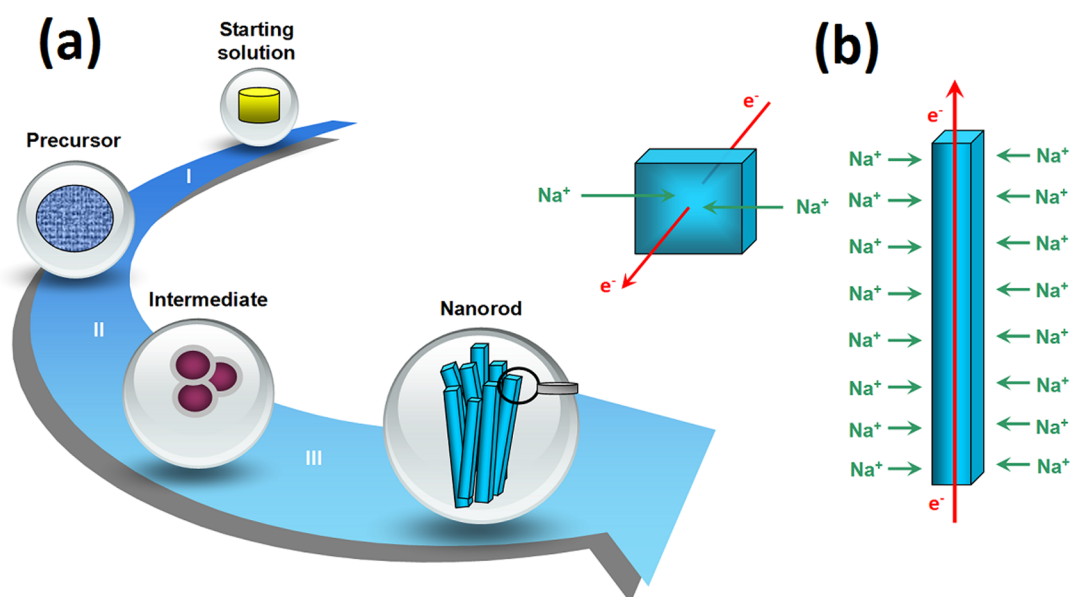 (a)
Starting
solution
Precursor
I
II
Intermediate
III
Nanorod
(b)
e⁻
Na⁺
Na⁺
e⁻
e⁻
Na⁺ Na⁺
Na⁺ Na⁺
Na⁺ Na⁺
Na⁺ Na⁺
Na⁺ Na⁺
Na⁺ Na⁺
Na⁺ Na⁺
Na⁺ Na⁺
e⁻